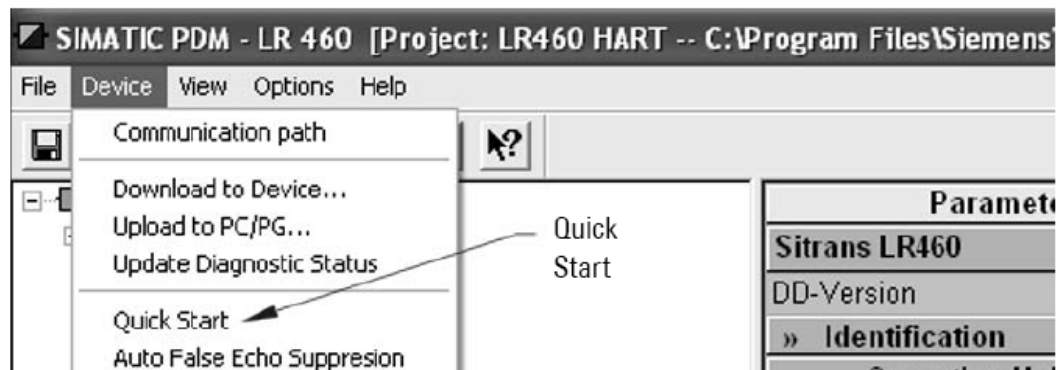 SIMATIC PDM - LR 460 [Project: LR460 HART -- C:\Program Files\Siemens\
File Device View Options Help
Communication path
Download to Device...
Upload to PC/PG...
Update Diagnostic Status
Quick Start
Auto False Echo Suppresion
Quick
Start
Paramete
Sitrans LR460
DD-Version
» Identification